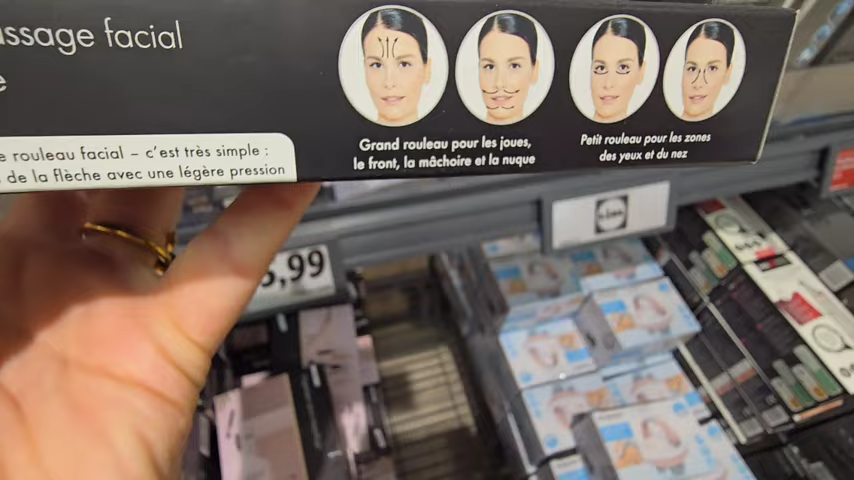 ssage facial
e
e rouleau facial – c'est très simple :
de la flèche avec une légère pression
Grand rouleau pour les joues,
le front, la mâchoire et la nuque
Petit rouleau pour les zones
des yeux et du nez
,99